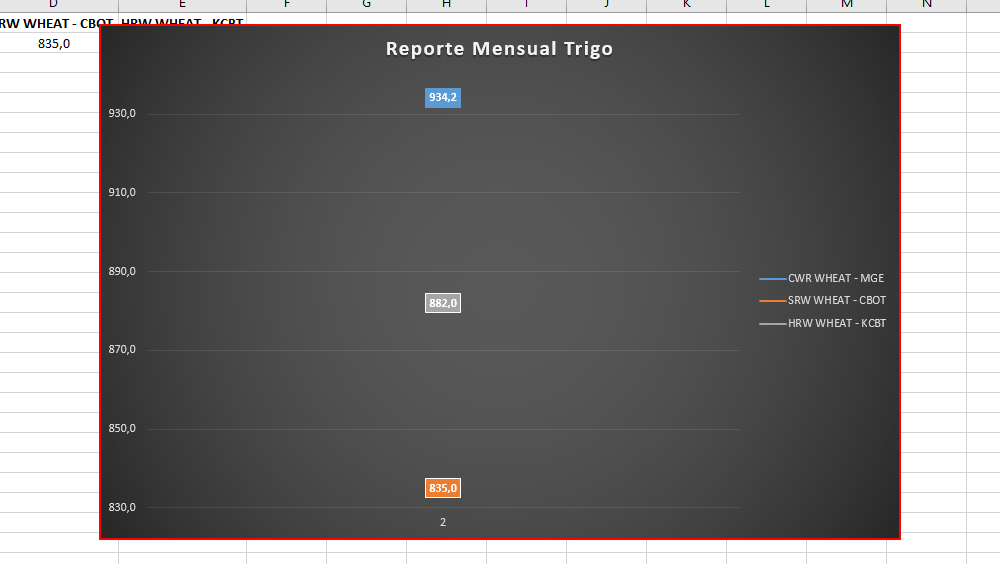 D E F G H I J K L M N
RW WHEAT - CBOT HRW WHEAT - KCBT
835,0
Reporte Mensual Trigo
934,2
930,0
910,0
890,0
CWR WHEAT - MGE
SRW WHEAT - CBOT
882,0
HRW WHEAT - KCBT
870,0
850,0
835,0
830,0
2